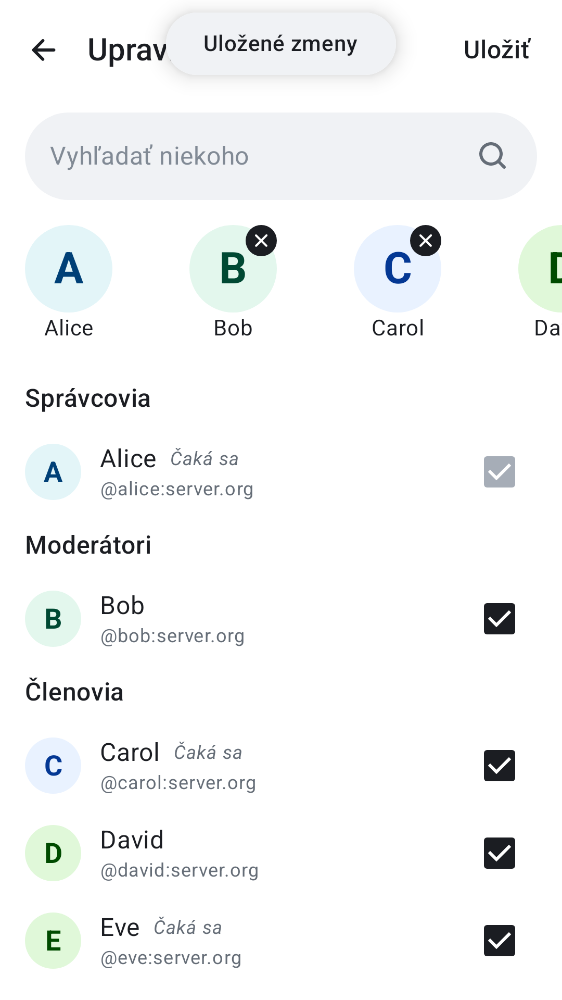 Uprav
Uložené zmeny
Uložiť
Vyhľadať niekoho
A
B
C
Alice
Bob
Carol
Da
Správcovia
A
Alice Čaká sa
@alice:server.org
Moderátori
B
Bob
@bob:server.org
Členovia
C
Carol Čaká sa
@carol:server.org
D
David
@david:server.org
E
Eve Čaká sa
@eve:server.org